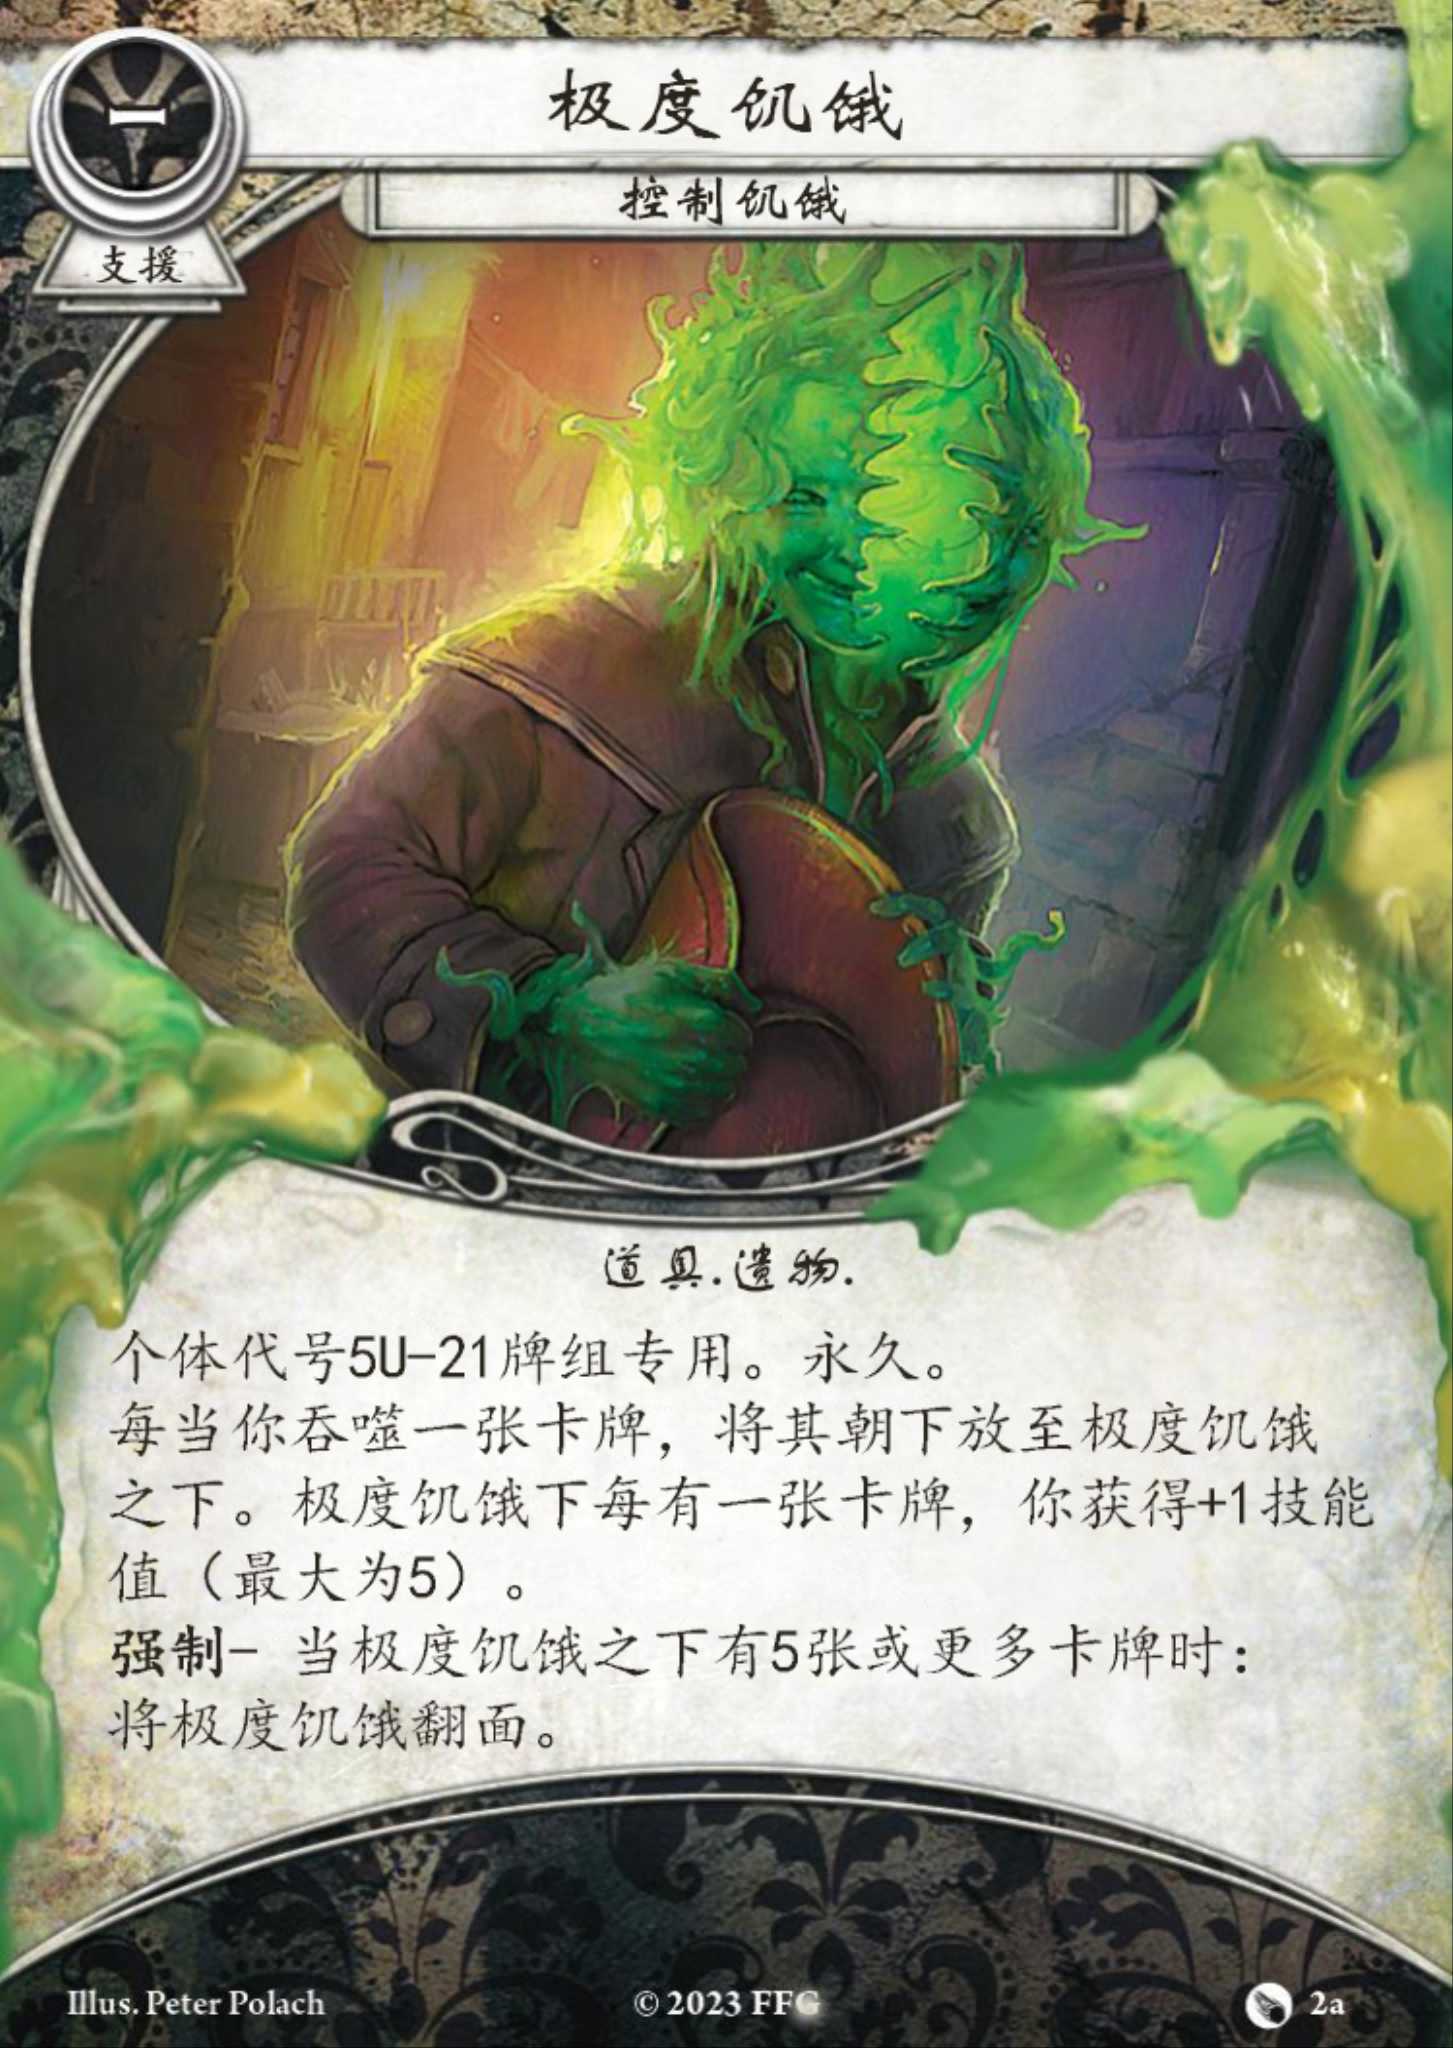 一
极度饥饿
控制饥饿
支援
道具.遗物.
个体代号5U-21牌组专用。永久。
每当你吞噬一张卡牌，将其朝下放至极度饥饿
之下。极度饥饿下每有一张卡牌，你获得+1技能
值（最大为5）。
强制- 当极度饥饿之下有5张或更多卡牌时：
将极度饥饿翻面。
Illus. Peter Polach
© 2023 FFG
2a